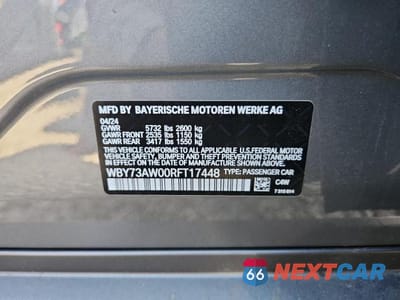 MFD BY BAYERISCHE MOTOREN WERKE AG
04/24
GVWR 5732 lbs 2600 kg
GAWR FRONT 2535 lbs 1150 kg
GAWR REAR 3417 lbs 1550 kg
THIS VEHICLE CONFORMS TO ALL APPLICABLE U.S. FEDERAL MOTOR
VEHICLE SAFETY, BUMPER, AND THEFT PREVENTION STANDARDS IN
EFFECT ON THE DATE OF MANUFACTURE SHOWN ABOVE.
WBY73AW00RFT17448 TYPE: PASSENGER CAR
C4W
66 NEXTCAR